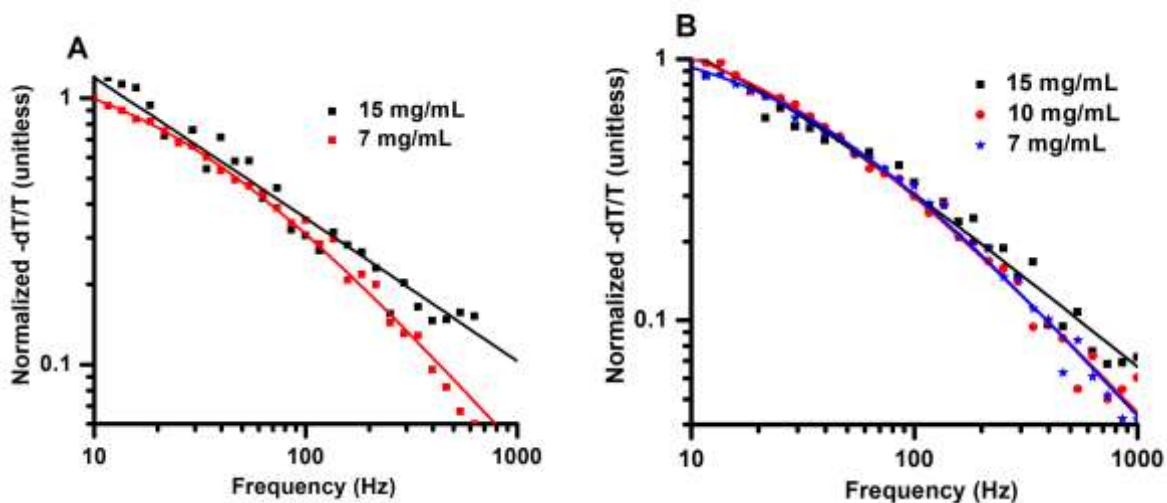 A
Normalized -dT/T (unitless)
1
0.1
15 mg/mL
7 mg/mL
10
100
1000
Frequency (Hz)
B
Normalized -dT/T (unitless)
1
0.1
15 mg/mL
10 mg/mL
7 mg/mL
10
100
1000
Frequency (Hz)